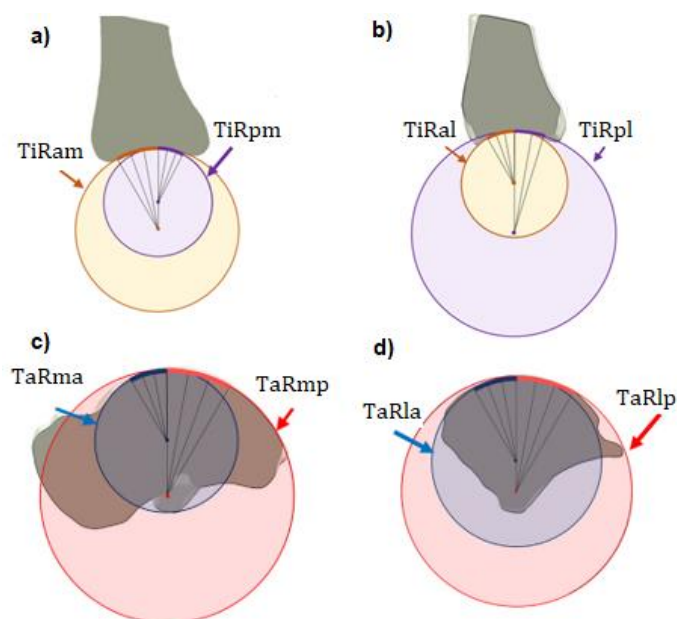 a)
b)
TiRam
TiRpm
TiRal
TiRpl
c)
d)
TaRma
TaRmp
TaRla
TaRlp